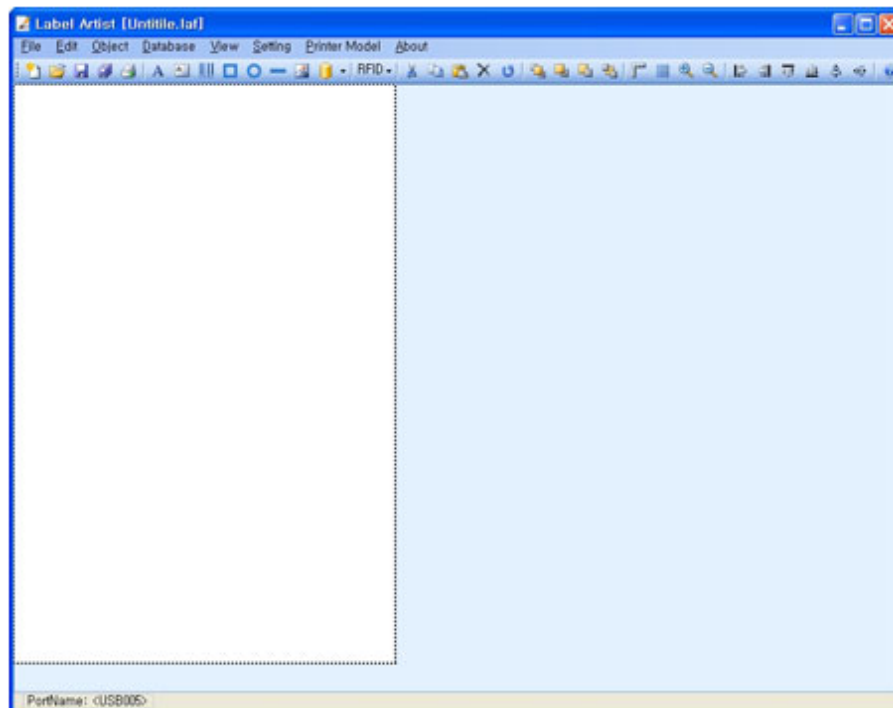 Label Artist [Untitile.laf]
File Edit Object Database View Setting Printer Model About
A RFID
PortName: <USB005>